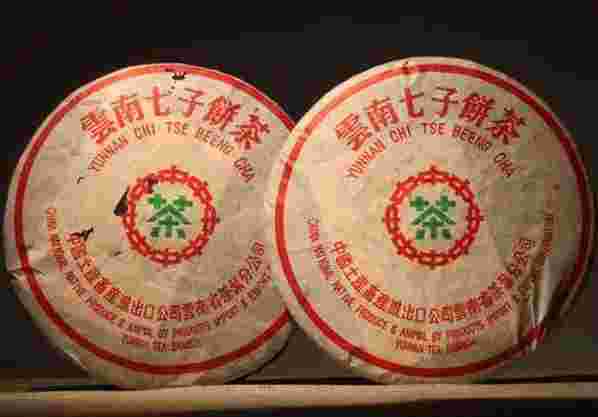 雲南七子餅茶
YUNNAN CHI TSE BEENG CHA
茶
中國土產畜產進出口公司雲南省茶葉分公司
CHINA NATIONAL NATIVE PRODUCE & ANIMAL BY-PRODUCTS IMPORT & EXPORT
YUNNAN TEA BRANCH
雲南七子餅茶
YUNNAN CHI TSE BEENG CHA
茶
中國土產畜產進出口公司雲南省茶葉分公司
CHINA NATIONAL NATIVE PRODUCE & ANIMAL BY-PRODUCTS IMPORT & EXPORT
YUNNAN TEA BRANCH